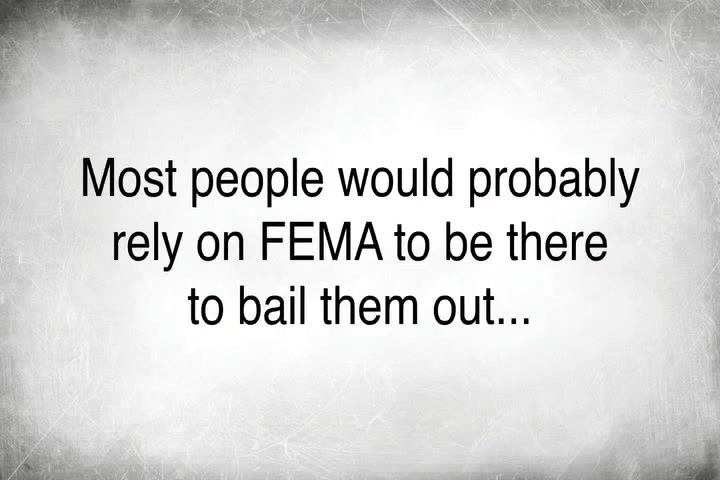 Most people would probably
rely on FEMA to be there
to bail them out...